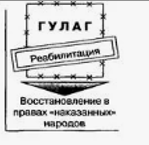 ГУЛАГ
Реабилитация
Восстановление в
правах «наказанных»
народов